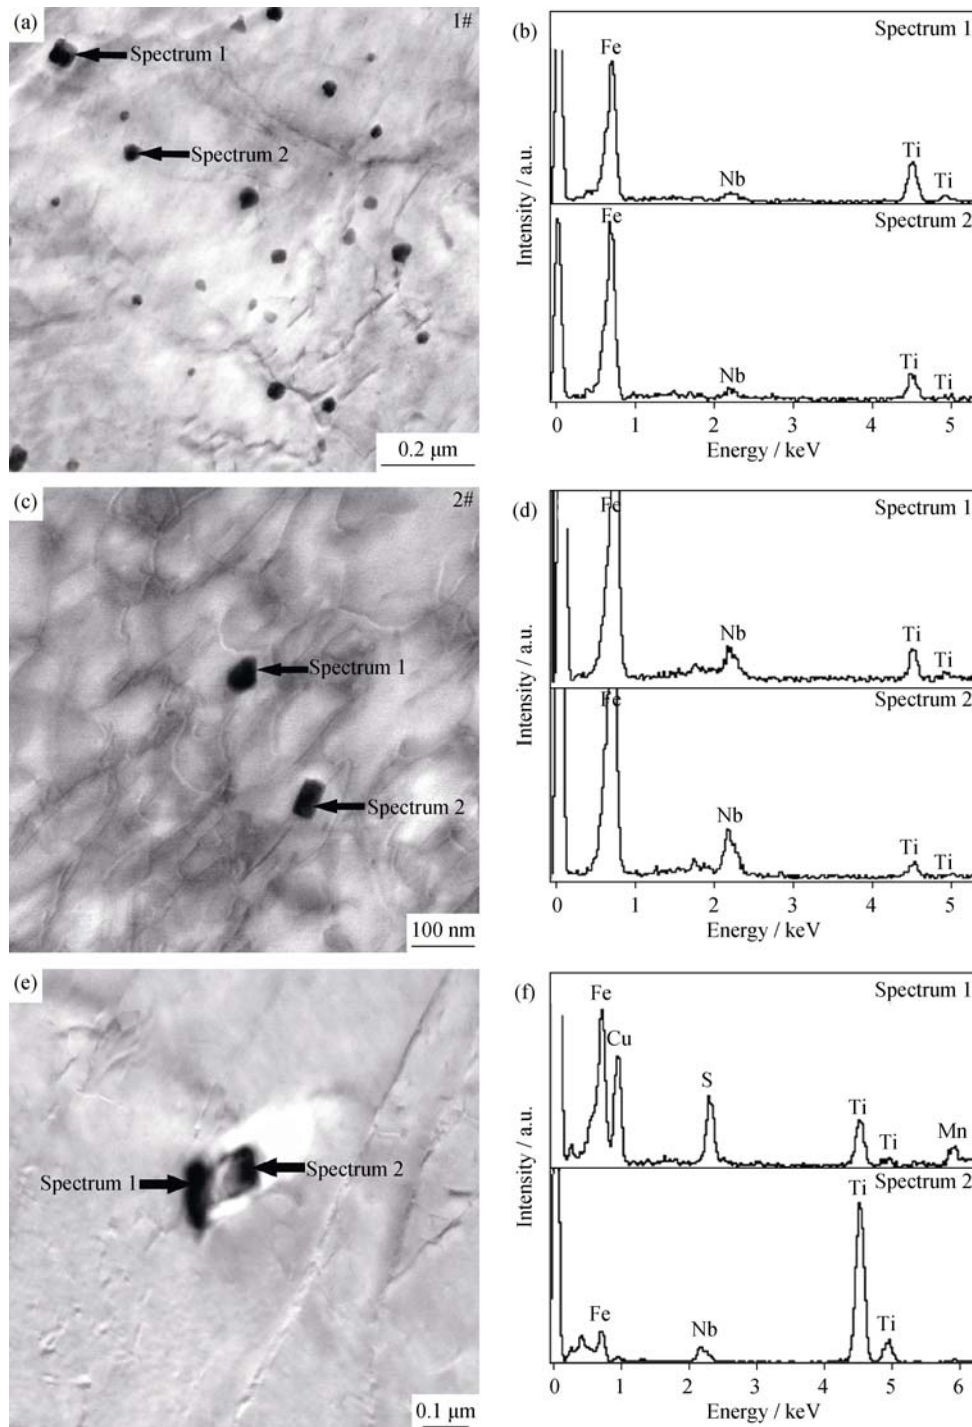 (a)
1#
Spectrum 1
Spectrum 2
0.2 μm
(b)
Spectrum 1
Fe
Nb
Ti
Ti
Spectrum 2
Fe
Nb
Ti
Ti
Intensity / a.u.
0 1 2 3 4 5
Energy / keV
(c)
2#
Spectrum 1
Spectrum 2
100 nm
(d)
Spectrum 1
Fe
Nb
Ti
Ti
Spectrum 2
Fe
Nb
Ti
Ti
Intensity / a.u.
0 1 2 3 4 5
Energy / keV
(e)
Spectrum 1
Spectrum 2
0.1 μm
(f)
Spectrum 1
Fe
Cu
S
Ti
Ti
Mn
Spectrum 2
Ti
Fe
Nb
Ti
Intensity / a.u.
0 1 2 3 4 5 6
Energy / keV